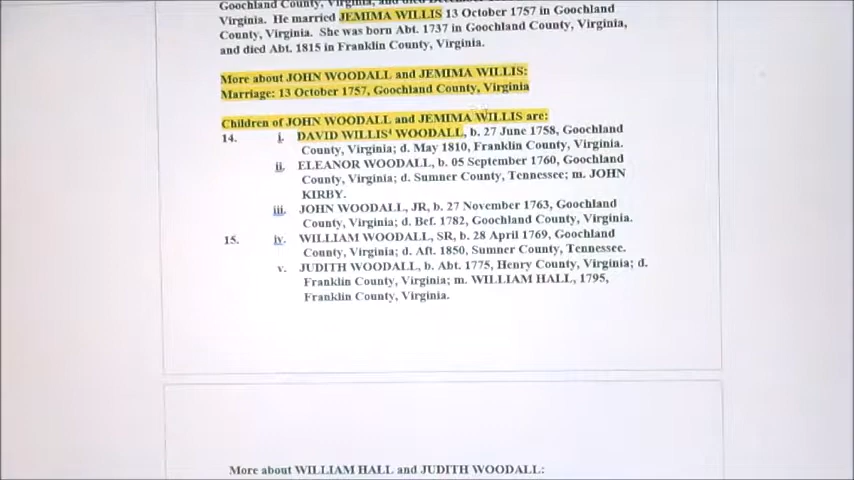 Goochland County, Virginia, and died December
Virginia. He married JEMIMA WILLIS 13 October 1757 in Goochland
County, Virginia. She was born Abt. 1737 in Goochland County, Virginia,
and died Abt. 1815 in Franklin County, Virginia.
More about JOHN WOODALL and JEMIMA WILLIS:
Marriage: 13 October 1757, Goochland County, Virginia
Children of JOHN WOODALL and JEMIMA WILLIS are:
14. i. DAVID WILLIS⁴ WOODALL, b. 27 June 1758, Goochland
County, Virginia; d. May 1810, Franklin County, Virginia.
ii. ELEANOR WOODALL, b. 05 September 1760, Goochland
County, Virginia; d. Sumner County, Tennessee; m. JOHN
KIRBY.
iii. JOHN WOODALL, JR, b. 27 November 1763, Goochland
County, Virginia; d. Bef. 1782, Goochland County, Virginia.
15. iv. WILLIAM WOODALL, SR, b. 28 April 1769, Goochland
County, Virginia; d. Aft. 1850, Sumner County, Tennessee.
v. JUDITH WOODALL, b. Abt. 1775, Henry County, Virginia; d.
Franklin County, Virginia; m. WILLIAM HALL, 1795,
Franklin County, Virginia.
More about WILLIAM HALL and JUDITH WOODALL: